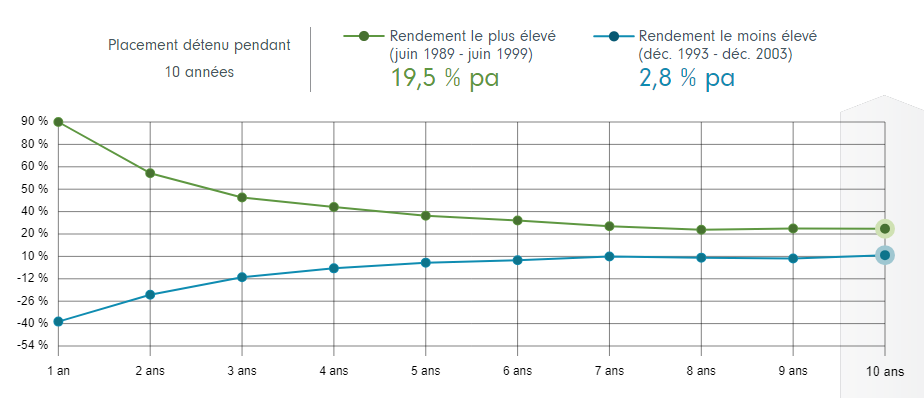 Placement détenu pendant
10 années
Rendement le plus élevé
(juin 1989 - juin 1999)
19,5 % pa
Rendement le moins élevé
(déc. 1993 - déc. 2003)
2,8 % pa
90 %
80 %
60 %
50 %
40 %
20 %
10 %
-12 %
-26 %
-40 %
-54 %
1 an
2 ans
3 ans
4 ans
5 ans
6 ans
7 ans
8 ans
9 ans
10 ans